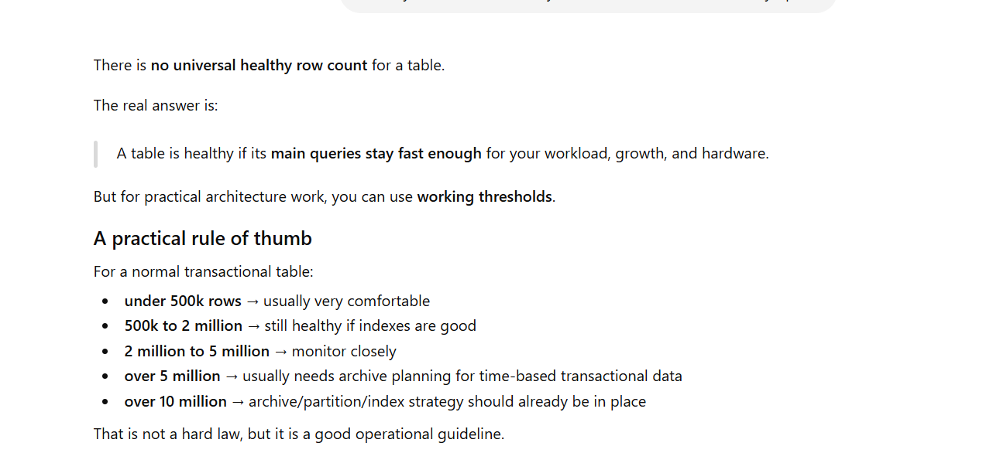 There is no universal healthy row count for a table.
The real answer is:
A table is healthy if its main queries stay fast enough for your workload, growth, and hardware.
But for practical architecture work, you can use working thresholds.
A practical rule of thumb
For a normal transactional table:
• under 500k rows → usually very comfortable
• 500k to 2 million → still healthy if indexes are good
• 2 million to 5 million → monitor closely
• over 5 million → usually needs archive planning for time-based transactional data
• over 10 million → archive/partition/index strategy should already be in place
That is not a hard law, but it is a good operational guideline.